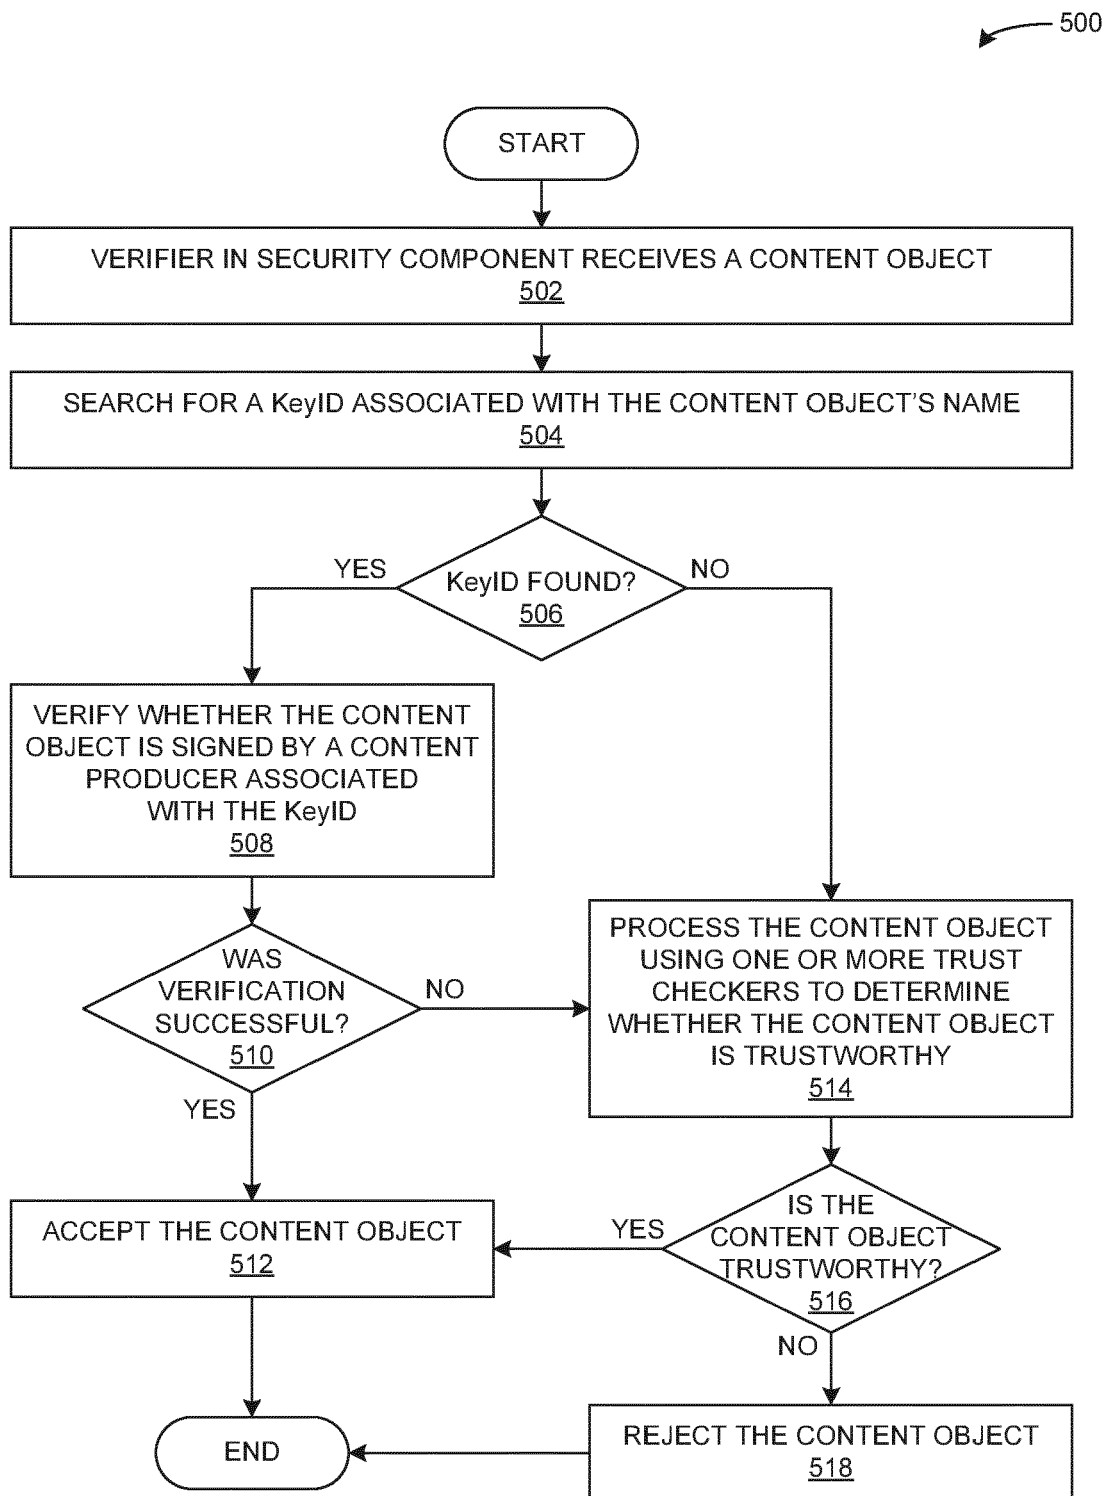 500
START
VERIFIER IN SECURITY COMPONENT RECEIVES A CONTENT OBJECT
502
SEARCH FOR A KeyID ASSOCIATED WITH THE CONTENT OBJECT'S NAME
504
YES
KeyID FOUND?
506
NO
VERIFY WHETHER THE CONTENT
OBJECT IS SIGNED BY A CONTENT
PRODUCER ASSOCIATED
WITH THE KeyID
508
WAS
VERIFICATION
SUCCESSFUL?
510
NO
YES
PROCESS THE CONTENT OBJECT
USING ONE OR MORE TRUST
CHECKERS TO DETERMINE
WHETHER THE CONTENT OBJECT
IS TRUSTWORTHY
514
ACCEPT THE CONTENT OBJECT
512
YES
IS THE
CONTENT OBJECT
TRUSTWORTHY?
516
NO
END
REJECT THE CONTENT OBJECT
518